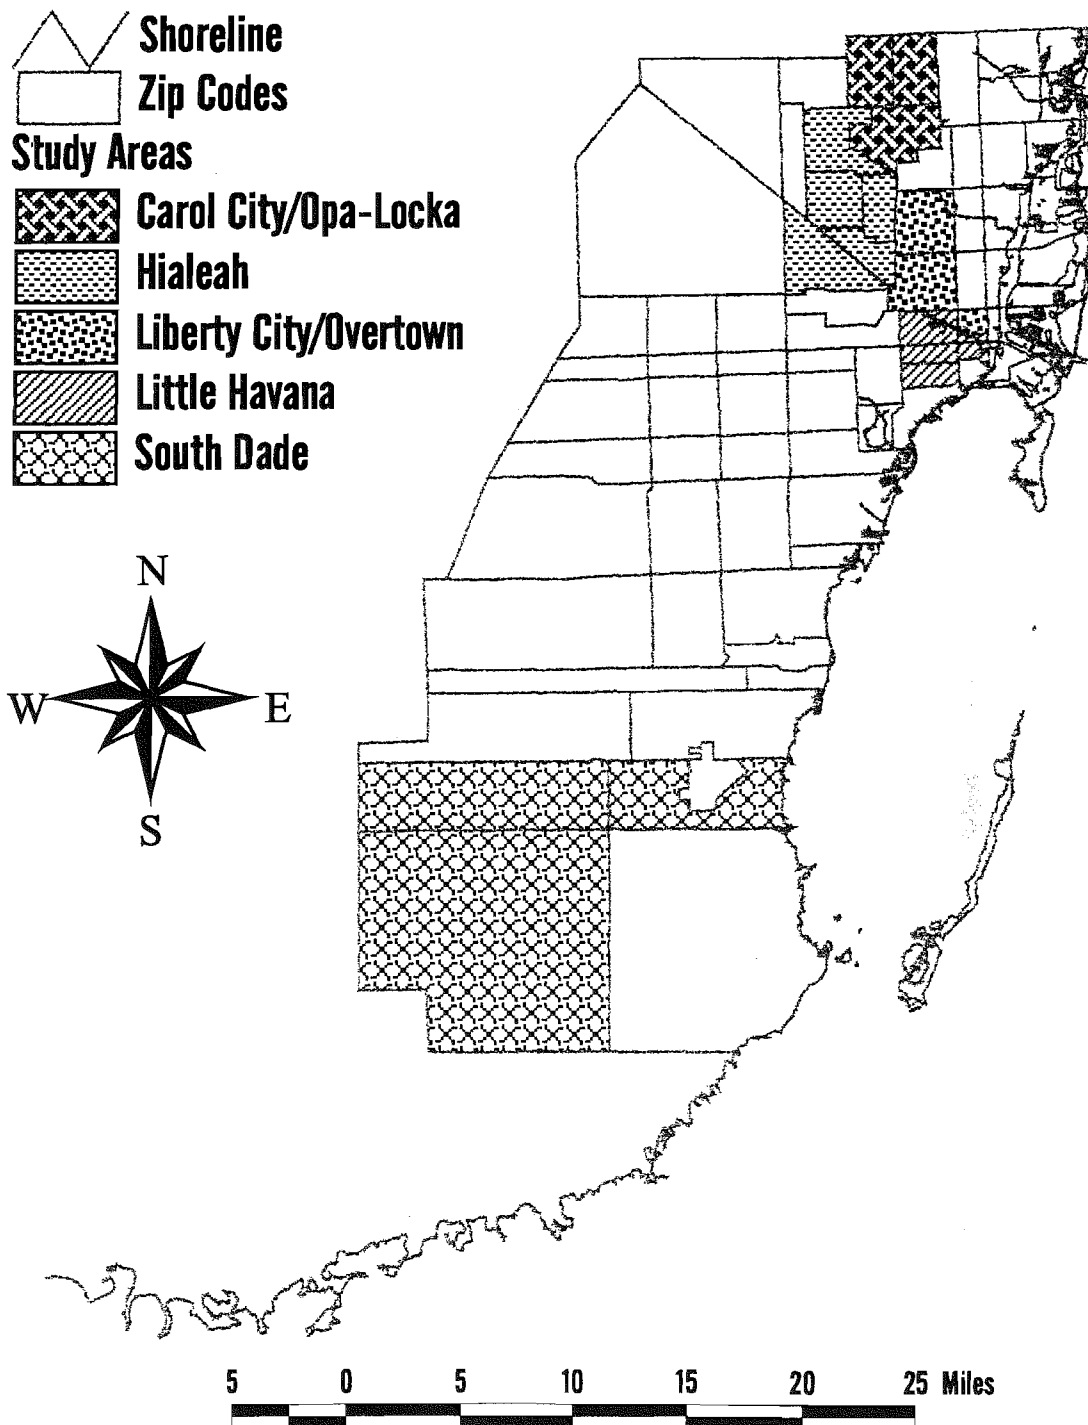 Shoreline
Zip Codes
Study Areas
Carol City/Opa-Locka
Hialeah
Liberty City/Overtown
Little Havana
South Dade
N
W E
S
5 0 5 10 15 20 25 Miles